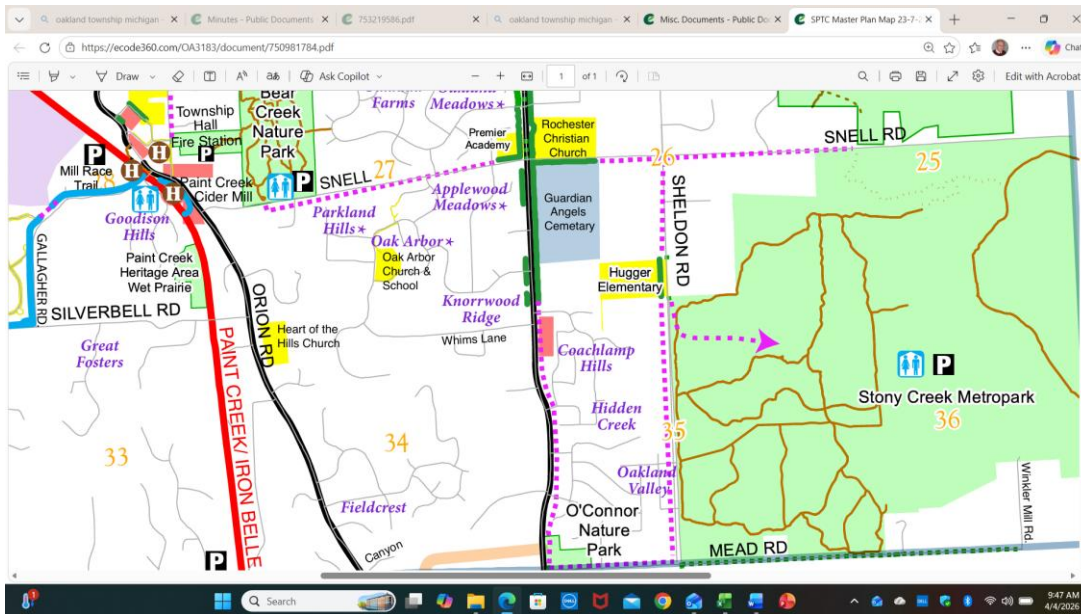 oakland township michigan -
Minutes - Public Documents
753219586.pdf
oakland township michigan -
Misc. Documents - Public Do
SPTC Master Plan Map 23-7-
https://ecode360.com/OA3183/document/750981784.pdf
Draw
Ask Copilot
1
of 1
Edit with Acrobat
Township
Hall
Fire Station
Bear
Creek
Nature
Park
Farms
Meadows*
Premier
Academy
Rochester
Christian
Church
SNELL RD
25
26
27
SNELL
P
P
P
H
H
H
Mill Race
Trail
Paint Creek
Cider Mill
Goodison
Hills
GALLAGHER RD
Parkland
Hills*
Applewood
Meadows*
Oak Arbor*
Oak Arbor
Church &
School
Guardian
Angels
Cemetary
SHELDON RD
Hugger
Elementary
Paint Creek
Heritage Area
Wet Prairie
SILVERBELL RD
ORION RD
Knorrwood
Ridge
Whims Lane
Great
Fosters
Heart of the
Hills Church
PAINT CREEK/ IRON BELLE
Coachlamp
Hills
P
Stony Creek Metropark
36
Hidden
Creek
35
33
34
Oakland
Valley
Fieldcrest
O'Connor
Nature
Park
Winkler Mill Rd.
Canyon
MEAD RD
P
Search
9:47 AM